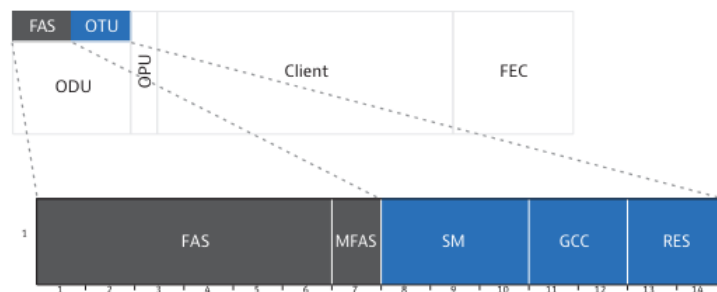 FAS OTU
ODU OPU Client FEC
1 FAS MFAS SM GCC RES
1 2 3 4 5 6 7 8 9 10 11 12 13 14